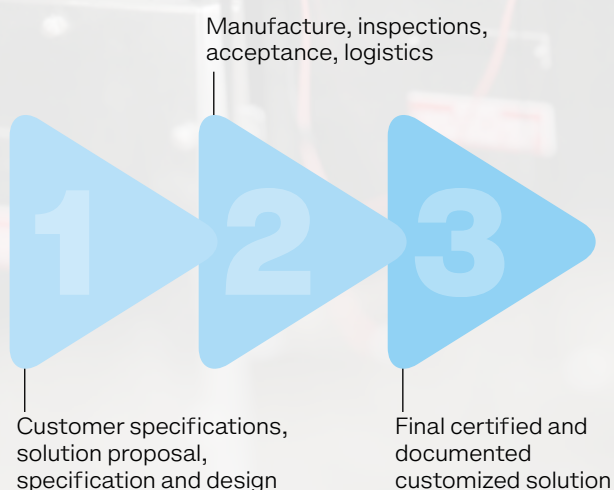 Manufacture, inspections,
acceptance, logistics
1
2
3
Customer specifications,
solution proposal,
specification and design
Final certified and
documented
customized solution